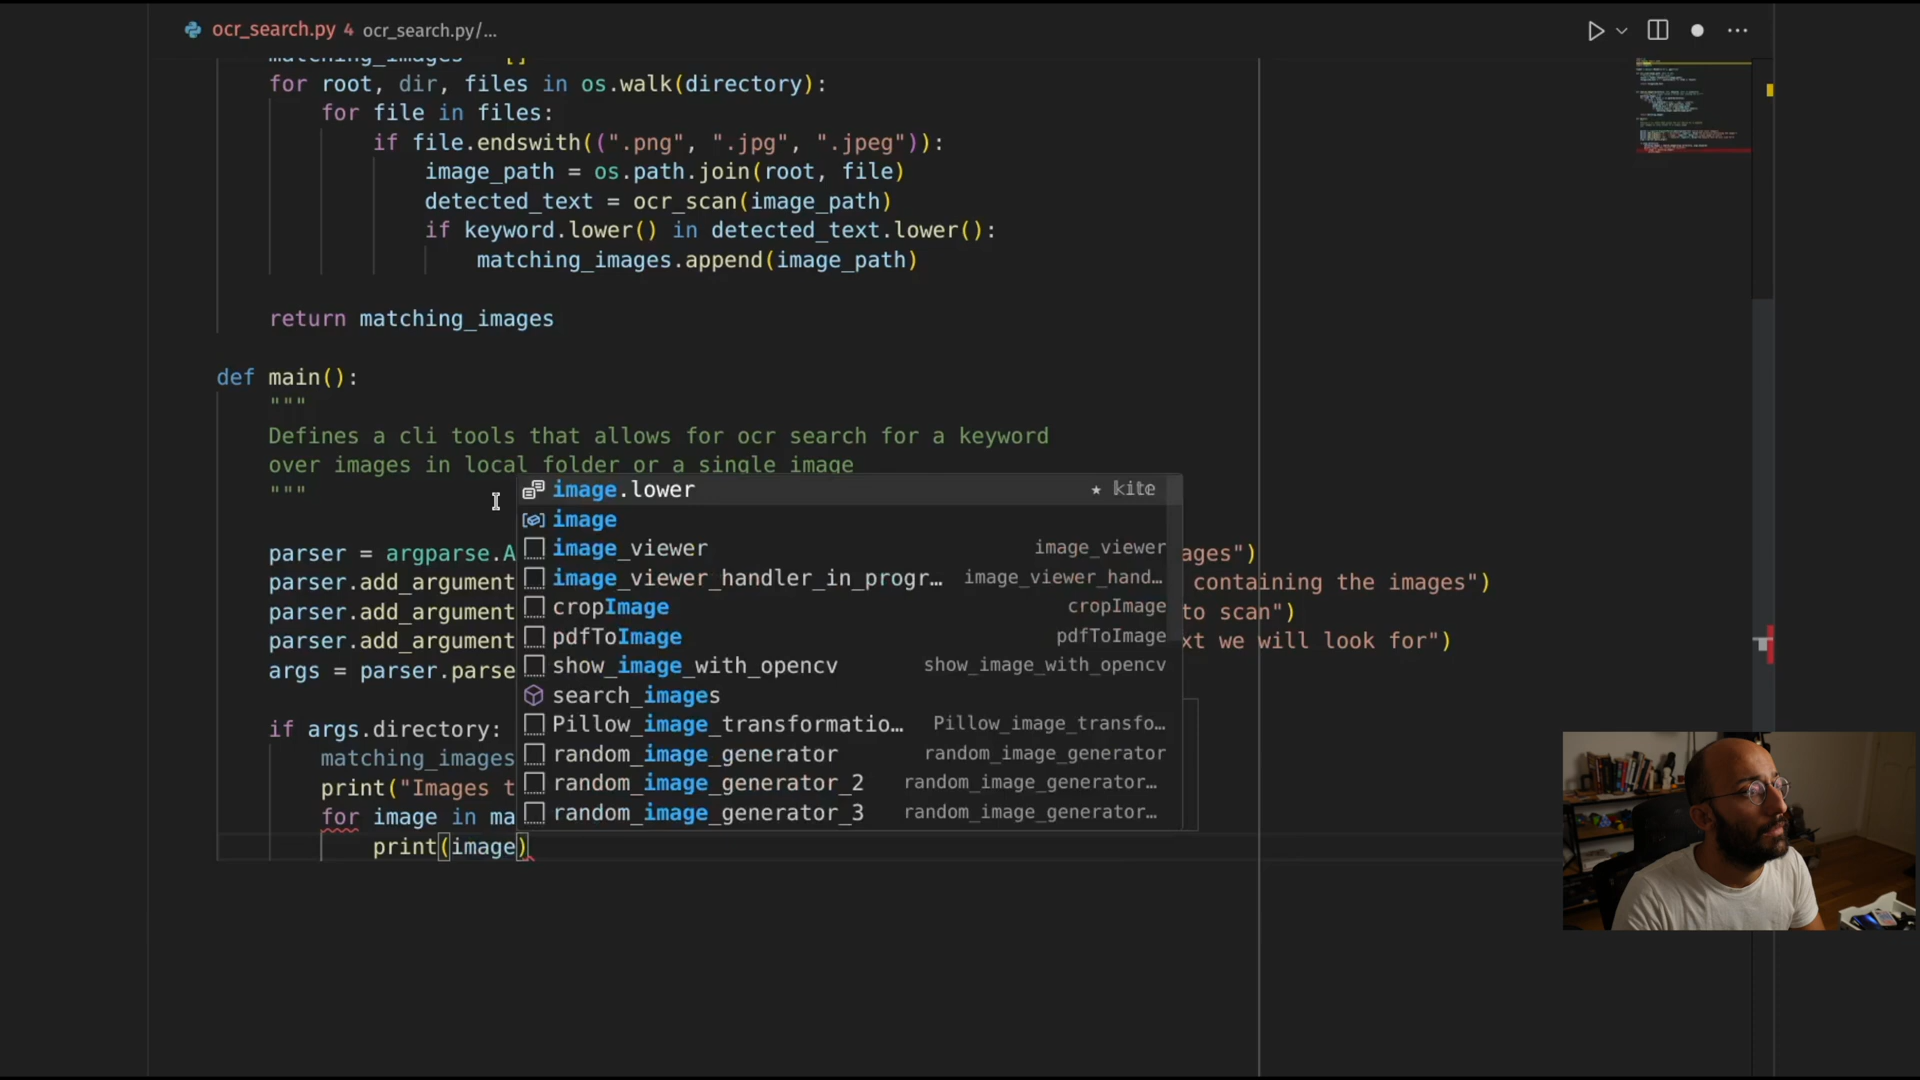 ocr_search.py 4 ocr_search.py/...
matching_images = []
for root, dir, files in os.walk(directory):
for file in files:
if file.endswith((".png", ".jpg", ".jpeg")):
image_path = os.path.join(root, file)
detected_text = ocr_scan(image_path)
if keyword.lower() in detected_text.lower():
matching_images.append(image_path)
return matching_images
def main():
"""
Defines a cli tools that allows for ocr search for a keyword
over images in local folder or a single image
"""
image.lower ★ kite
image
parser = argparse.A ages")
image_viewer image_viewer
parser.add_argument containing the images")
image_viewer_handler_in_progr... image_viewer_hand...
parser.add_argument to scan")
cropImage cropImage
parser.add_argument xt we will look for")
pdfToImage pdfToImage
args = parser.parse
show_image_with_opencv show_image_with_opencv
search_images
if args.directory:
Pillow_image_transformatio... Pillow_image_transfo...
matching_images
random_image_generator random_image_generator
print("Images t
random_image_generator_2 random_image_generator...
for image in ma
random_image_generator_3 random_image_generator...
print(image)